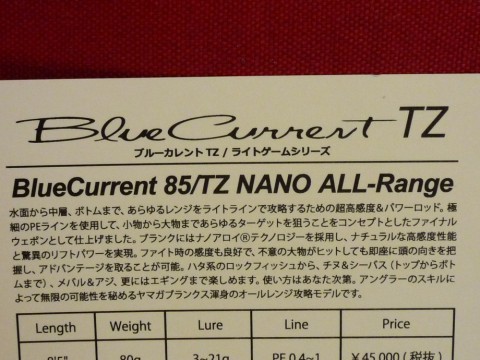 BlueCurrent TZ
ブルーカレント TZ / ライトゲームシリーズ
BlueCurrent 85/TZ NANO ALL-Range
水面から中層、ボトムまで、あらゆるレンジをライトラインで攻略するための超高感度&パワーロッド。極
細のPEラインを使用して、小物から大物まであらゆるターゲットを狙うことをコンセプトとしたファイナル
ウェポンとして仕上げました。ブランクにはナノアロイ®テクノロジーを採用し、ナチュラルな高感度性能
と驚異のリフトパワーを実現。ファイト時の感度も良好で、不意の大物がヒットしても即座に頭の向きを把
握し、アドバンテージを取ることが可能。ハタ系のロックフィッシュから、チヌ&シーバス(トップからボ
トムまで)、メバル&アジ、更にはエギングまで楽しめます。使い方はあなた次第。アングラーのスキルに
よって無限の可能性を秘めるヤマガブランクス渾身のオールレンジ攻略モデルです。
Length Weight Lure Line Price
8'5" 80g 3~21g PE 0.4~1 ¥45,000 (税抜)